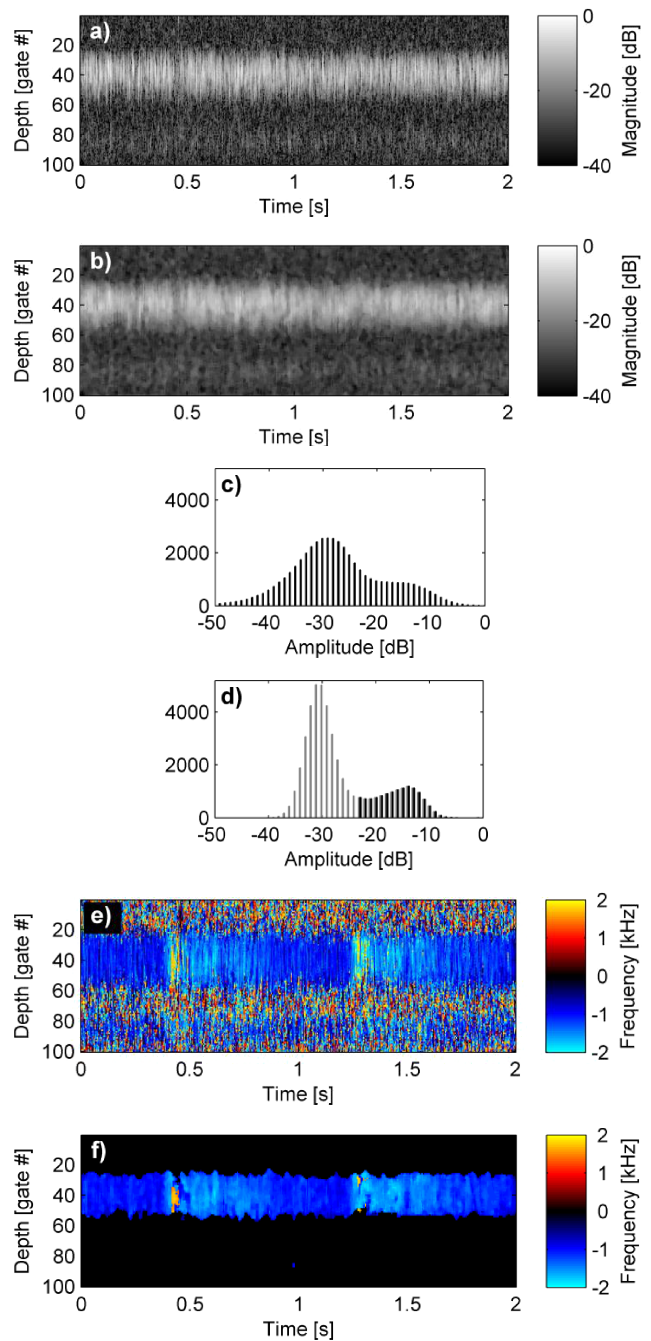 a)
20
40
60
80
100
Depth [gate #]
0 0.5 1 1.5 2
Time [s]
0
-20
-40
Magnitude [dB]
b)
20
40
60
80
100
Depth [gate #]
0 0.5 1 1.5 2
Time [s]
0
-20
-40
Magnitude [dB]
c)
4000
2000
0
-50 -40 -30 -20 -10 0
Amplitude [dB]
d)
4000
2000
0
-50 -40 -30 -20 -10 0
Amplitude [dB]
e)
20
40
60
80
100
Depth [gate #]
0 0.5 1 1.5 2
Time [s]
2
1
0
-1
-2
Frequency [kHz]
f)
20
40
60
80
100
Depth [gate #]
0 0.5 1 1.5 2
Time [s]
2
1
0
-1
-2
Frequency [kHz]